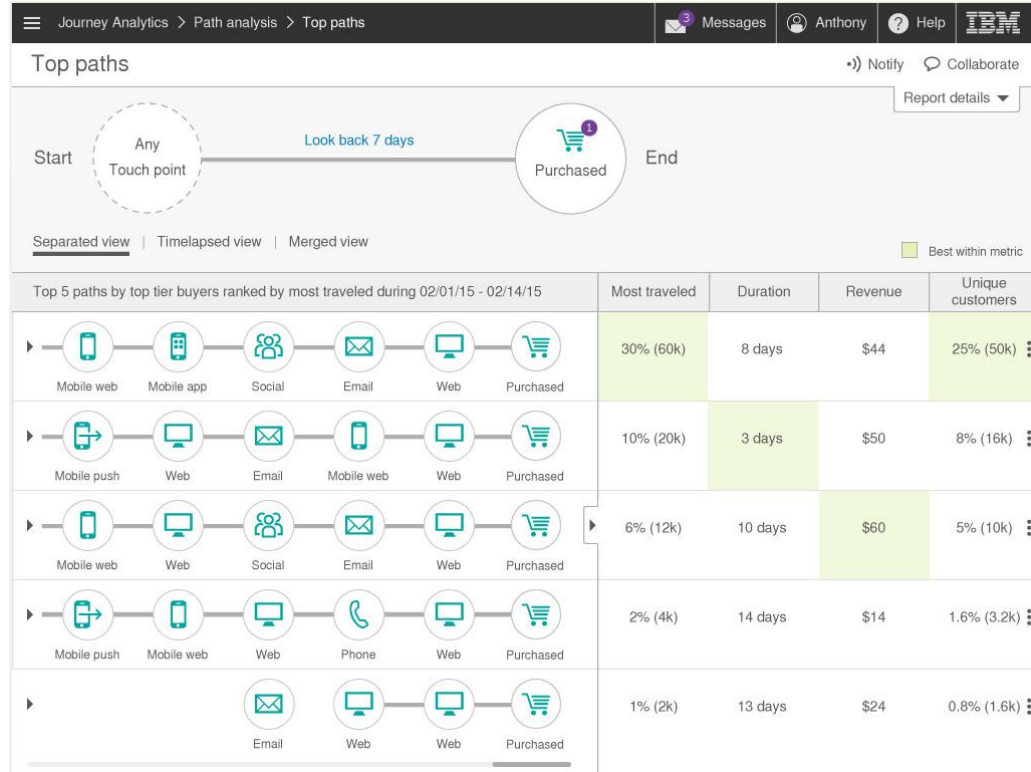 Journey Analytics > Path analysis > Top paths
3 Messages Anthony ? Help IBM
Top paths
Notify Collaborate
Report details
Start
Any
Touch point
Look back 7 days
1
Purchased
End
Separated view | Timelapsed view | Merged view
Best within metric
Top 5 paths by top tier buyers ranked by most traveled during 02/01/15 - 02/14/15
Most traveled Duration Revenue Unique
customers
30% (60k) 8 days $44 25% (50k)
Mobile web Mobile app Social Email Web Purchased
10% (20k) 3 days $50 8% (16k)
Mobile push Web Email Mobile web Web Purchased
6% (12k) 10 days $60 5% (10k)
Mobile web Web Social Email Web Purchased
2% (4k) 14 days $14 1.6% (3.2k)
Mobile push Mobile web Web Phone Web Purchased
1% (2k) 13 days $24 0.8% (1.6k)
Email Web Web Purchased